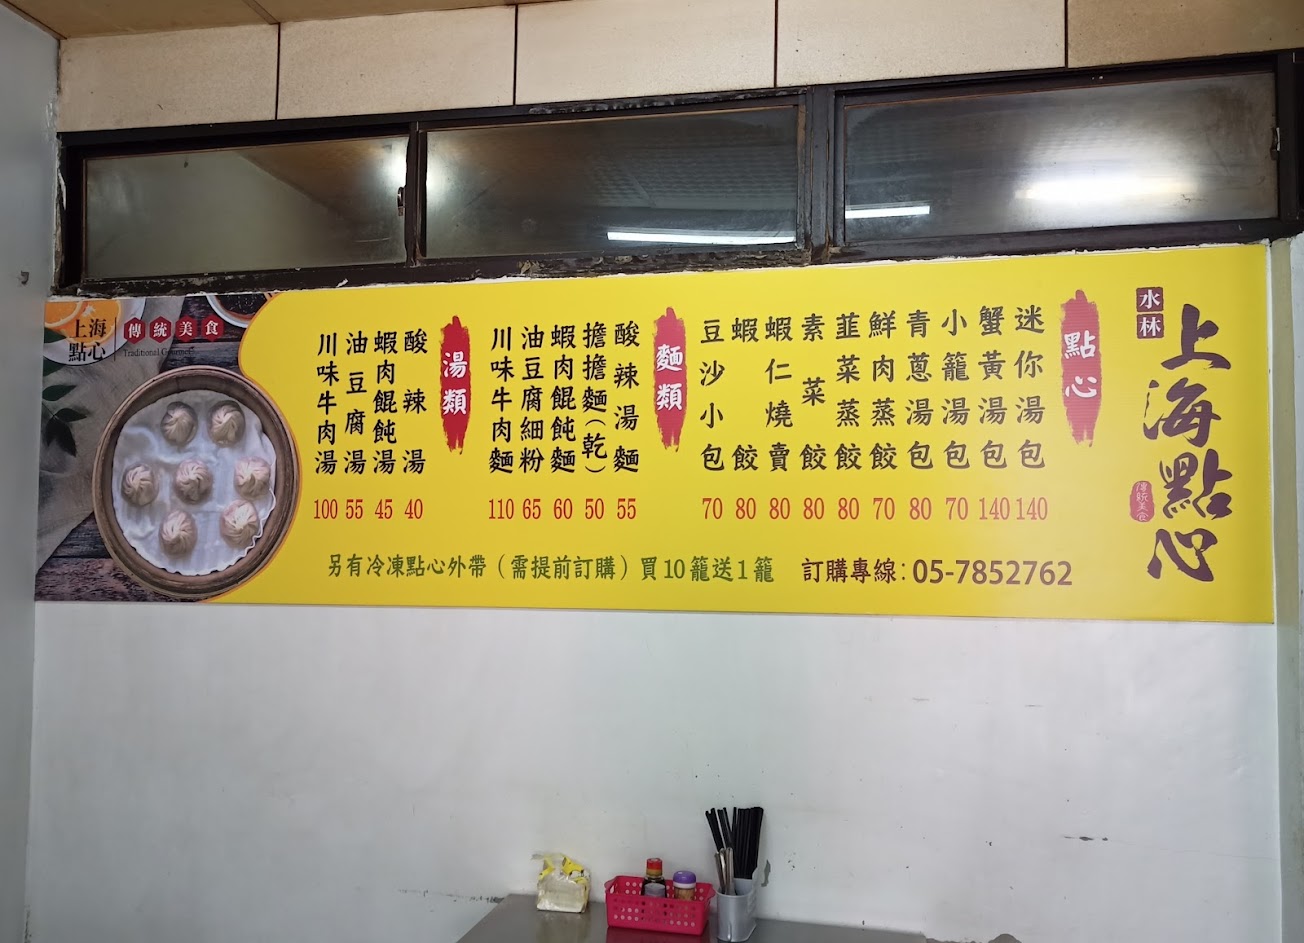 水林
上海點心
傳統美食
點心
迷你湯包 140
蟹黃湯包 140
小籠湯包 70
青蔥湯包 80
鮮肉蒸餃 70
韮菜蒸餃 80
素菜餃 80
蝦仁燒賣 80
蝦餃 80
豆沙小包 70
麵類
酸辣湯麵 55
擔擔麵(乾) 50
蝦肉餛飩麵 60
油豆腐細粉 65
川味牛肉麵 110
湯類
酸辣湯 40
蝦肉餛飩湯 45
油豆腐湯 55
川味牛肉湯 100
另有冷凍點心外帶（需提前訂購）買10籠送1籠
訂購專線：05-7852762
上海
點心
傳統美食
Traditional Gourmet